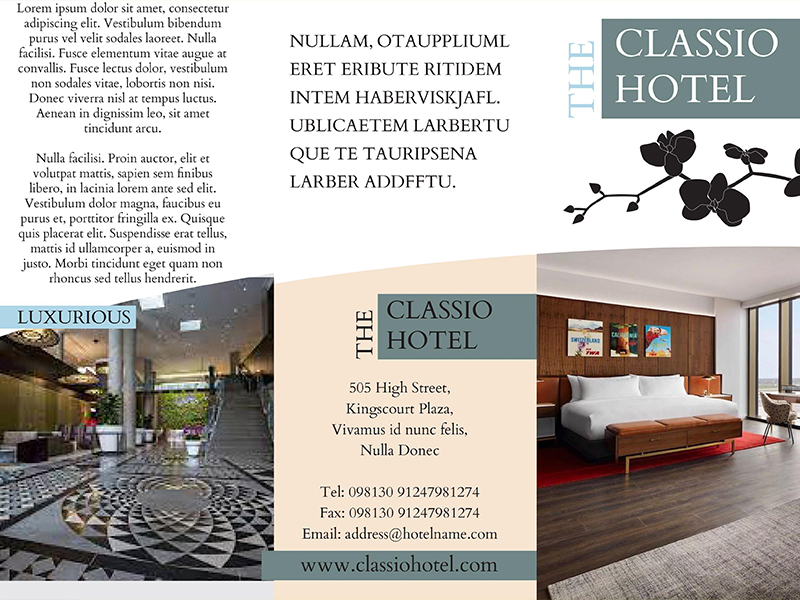 Lorem ipsum dolor sit amet, consectetur
adipiscing elit. Vestibulum bibendum
purus vel velit sodales laoreet. Nulla
facilisi. Fusce elementum vitae augue at
convallis. Fusce lectus dolor, vestibulum
non sodales vitae, lobortis non nisi.
Donec viverra nisl at tempus luctus.
Aenean in dignissim leo, sit amet
tincidunt arcu.
Nulla facilisi. Proin auctor, elit et
volutpat mattis, sapien sem finibus
libero, in lacinia lorem ante sed elit.
Vestibulum dolor magna, faucibus eu
purus et, porttitor fringilla ex. Quisque
quis placerat elit. Suspendisse erat tellus,
mattis id ullamcorper a, euismod in
justo. Morbi tincidunt eget quam non
rhoncus sed tellus hendrerit.
LUXURIOUS
NULLAM, OTAUPPLIUML
ERET ERIBUTE RITIDEM
INTEM HABERVISKJAFL.
UBLICAETEM LARBERTU
QUE TE TAURIPSENA
LARBER ADDFFTU.
THE
CLASSIO
HOTEL
505 High Street,
Kingscourt Plaza,
Vivamus id nunc felis,
Nulla Donec
Tel: 098130 91247981274
Fax: 098130 91247981274
Email: address@hotelname.com
www.classiohotel.com
THE
CLASSIO
HOTEL
SWITZERLAND
TWA
CALIFORNIA